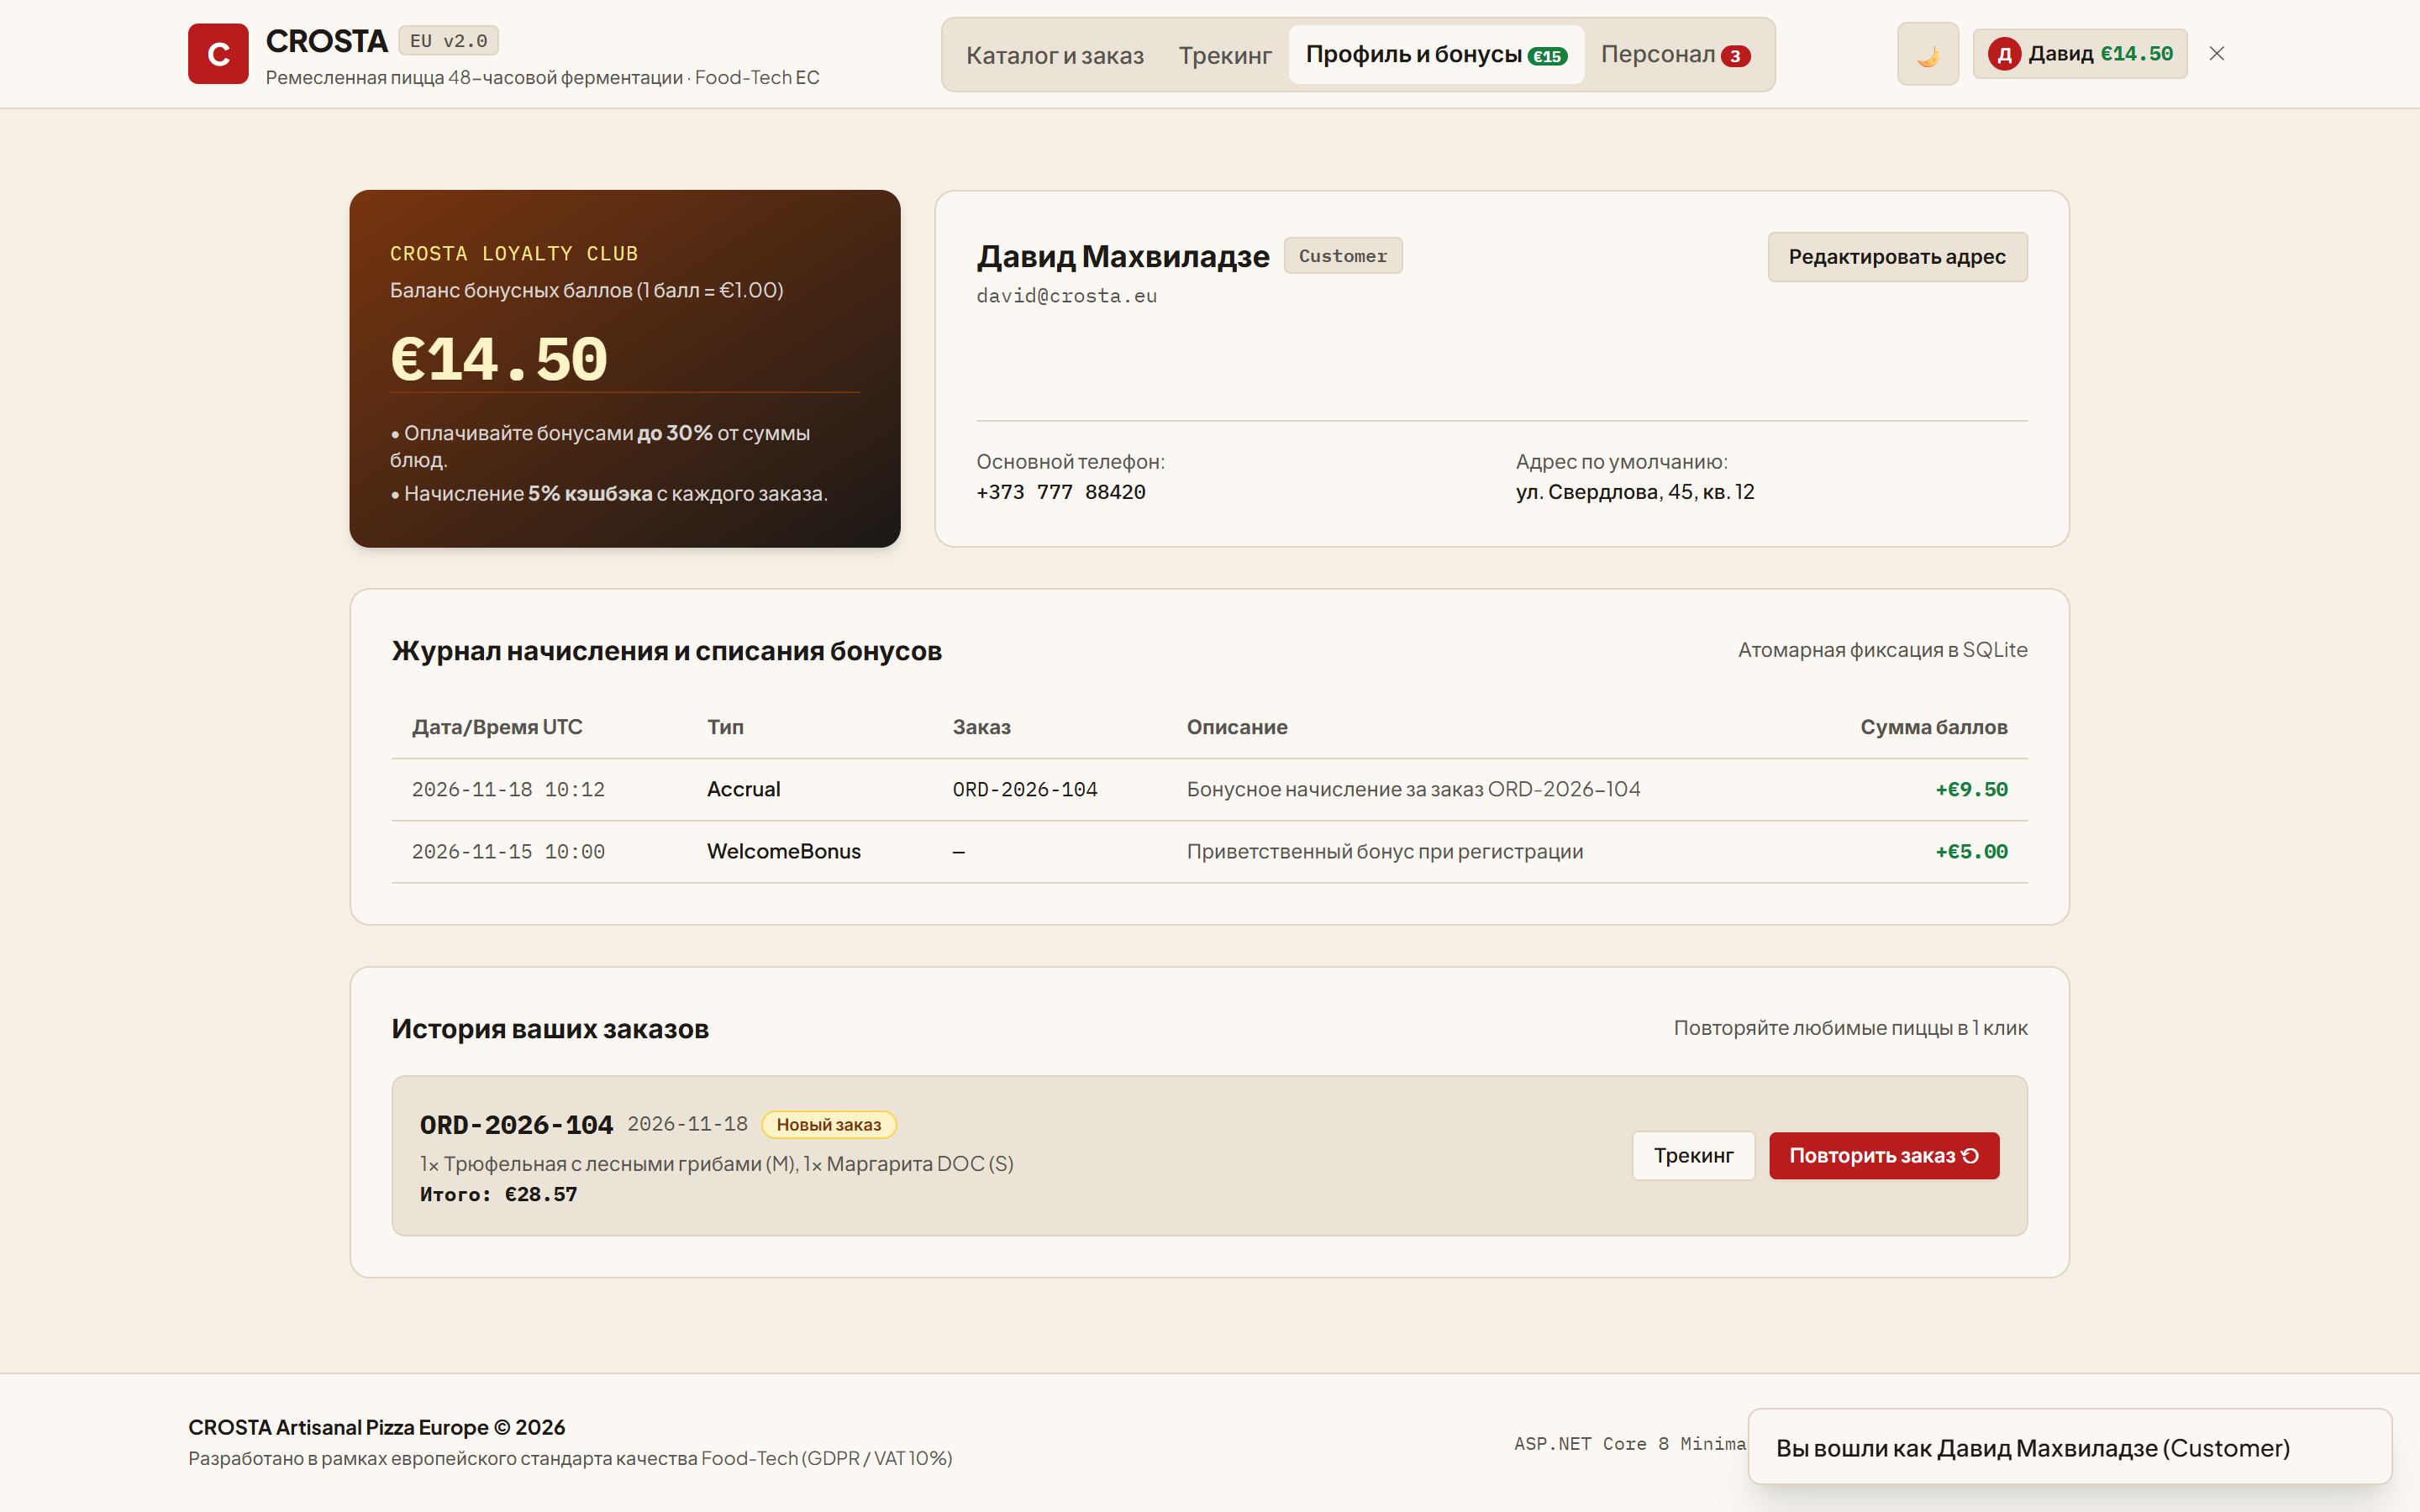 C
CROSTA EU v2.0
Ремесленная пицца 48-часовой ферментации · Food-Tech ЕС
Каталог и заказ Трекинг Профиль и бонусы €15 Персонал 3
Д Давид €14.50 ×
CROSTA LOYALTY CLUB
Баланс бонусных баллов (1 балл = €1.00)
€14.50
• Оплачивайте бонусами до 30% от суммы
блюд.
• Начисление 5% кэшбэка с каждого заказа.
Давид Махвиладзе Customer
david@crosta.eu
Редактировать адрес
Основной телефон:
+373 777 88420
Адрес по умолчанию:
ул. Свердлова, 45, кв. 12
Журнал начисления и списания бонусов
Атомарная фиксация в SQLite
Дата/Время UTC Тип Заказ Описание Сумма баллов
2026-11-18 10:12 Accrual ORD-2026-104 Бонусное начисление за заказ ORD-2026-104 +€9.50
2026-11-15 10:00 WelcomeBonus — Приветственный бонус при регистрации +€5.00
История ваших заказов
Повторяйте любимые пиццы в 1 клик
ORD-2026-104 2026-11-18 Новый заказ
1× Трюфельная с лесными грибами (M), 1× Маргарита DOC (S)
Итого: €28.57
Трекинг
Повторить заказ ⟲
CROSTA Artisanal Pizza Europe © 2026
Разработано в рамках европейского стандарта качества Food-Tech (GDPR / VAT 10%)
ASP.NET Core 8 Minima
Вы вошли как Давид Махвиладзе (Customer)